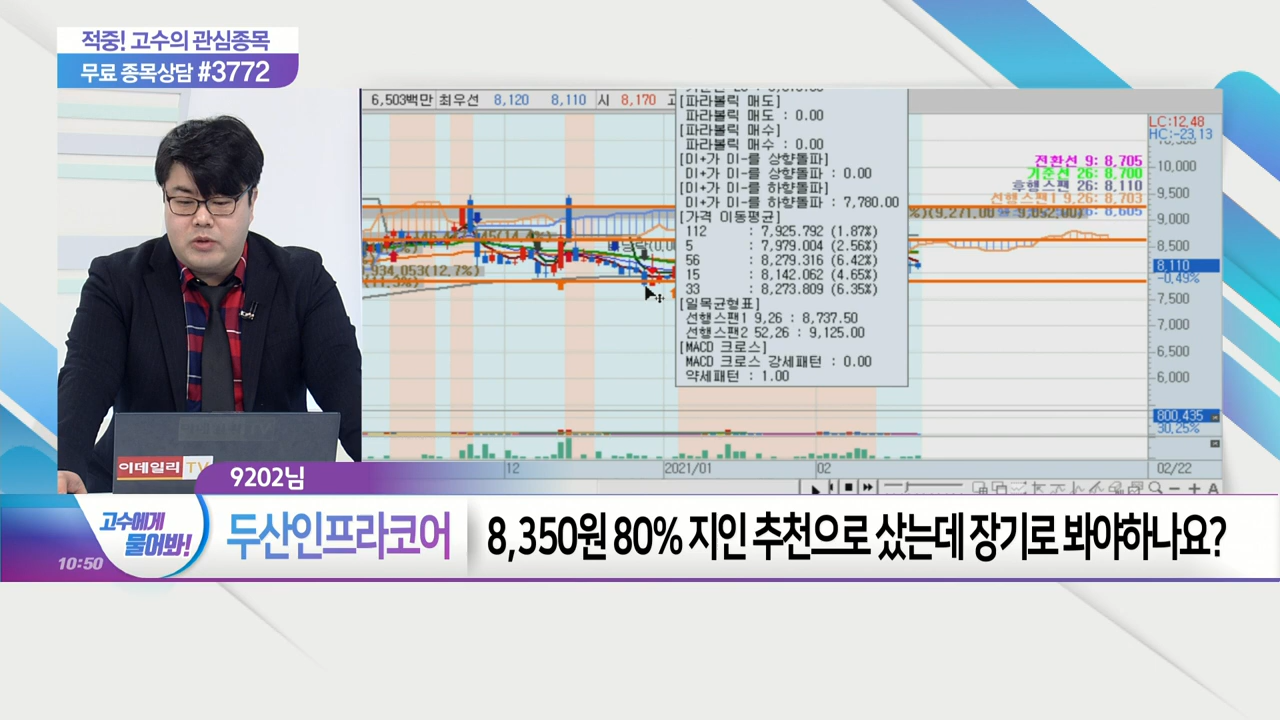 적중! 고수의 관심종목
무료 종목상담 #3772
6,503백만 최우선 8,120 8,110 시 8,170 고
[파라볼릭 매도]
파라볼릭 매도 : 0.00
[파라볼릭 매수]
파라볼릭 매수 : 0.00
[DI+가 DI-를 상향돌파]
DI+가 DI-를 상향돌파 : 0.00
[DI+가 DI-를 하향돌파]
DI+가 DI-를 하향돌파 : 7,780.00
[가격 이동평균]
112 : 7,925.792 (1.87%)
5 : 7,979.004 (2.56%)
56 : 8,279.316 (6.42%)
15 : 8,142.062 (4.65%)
33 : 8,273.809 (6.35%)
[일목균형표]
선행스팬1 9,26 : 8,737.50
선행스팬2 52,26 : 9,125.00
[MACD 크로스]
MACD 크로스 강세패턴 : 0.00
약세패턴 : 1.00
LC:12.48
HC:-23.13
전환선 9: 8,705
기준선 26: 8,700
후행스팬 26: 8,110
선행스팬1 9,26: 8,703
6: 8,605
10,000
9,500
9,000
8,500
8,110
-0.49%
7,500
7,000
6,500
6,000
800,435
30.25%
934,053(12.7%)
12 2021/01 02 02/22
이데일리 TV
9202님
고수에게
물어봐!
10:50
두산인프라코어
8,350원 80% 지인 추천으로 샀는데 장기로 봐야하나요?